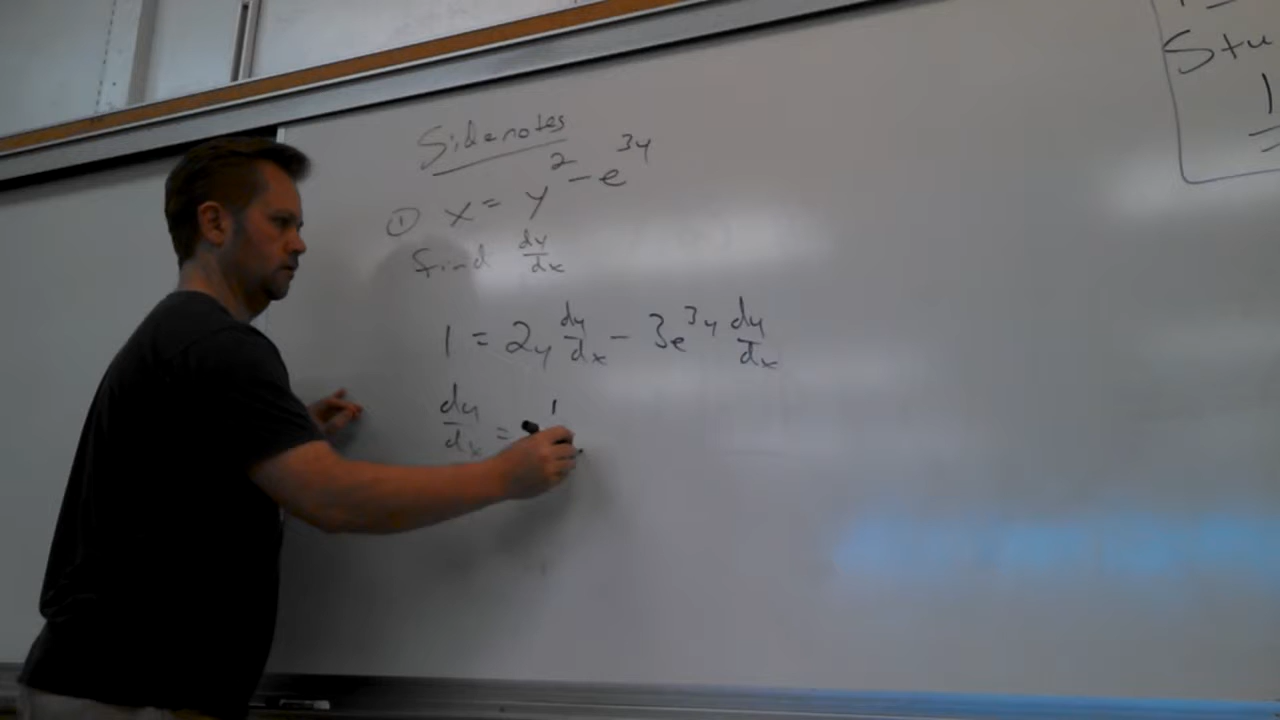 Sidenotes
① x = y² - e^{3y}
find dy/dx
1 = 2y dy/dx - 3e^{3y} dy/dx
dy/dx = 1
Stu
1